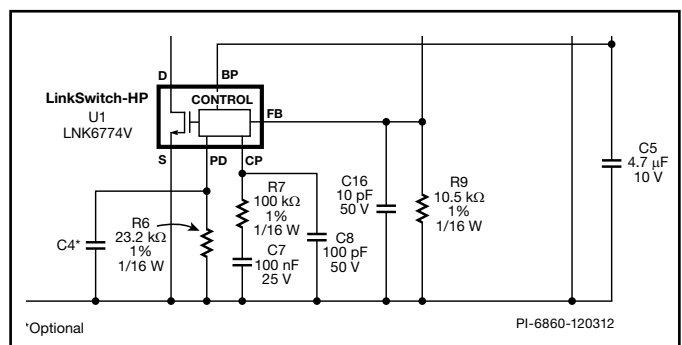 D
BP
LinkSwitch-HP
U1
LNK6774V
CONTROL
FB
S
PD
CP
C5
4.7 µF
10 V
C16
10 pF
50 V
R9
10.5 kΩ
1%
1/16 W
R7
100 kΩ
1%
1/16 W
R6
23.2 kΩ
1%
1/16 W
C4*
C7
100 nF
25 V
C8
100 pF
50 V
*Optional
PI-6860-120312